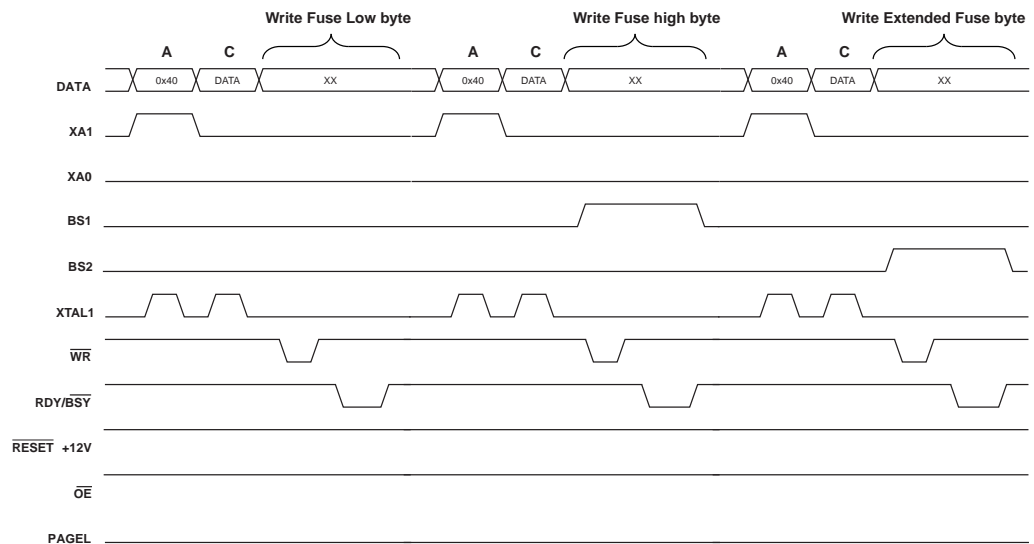 Write Fuse Low byte Write Fuse high byte Write Extended Fuse byte
A C A C A C
DATA 0x40 DATA XX 0x40 DATA XX 0x40 DATA XX
XA1
XA0
BS1
BS2
XTAL1
WR
RDY/BSY
RESET +12V
OE
PAGEL